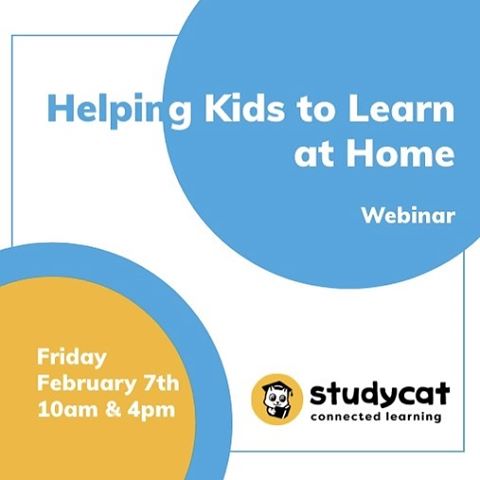 Helping Kids to Learn
at Home
Webinar
Friday
February 7th
10am & 4pm
studycat
connected learning